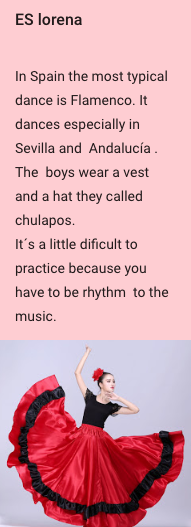 ES lorena
In Spain the most typical
dance is Flamenco. It
dances especially in
Sevilla and  Andalucía .
The  boys wear a vest
and a hat they called
chulapos.
It´s a little dificult to
practice because you
have to be rhythm  to the
music.